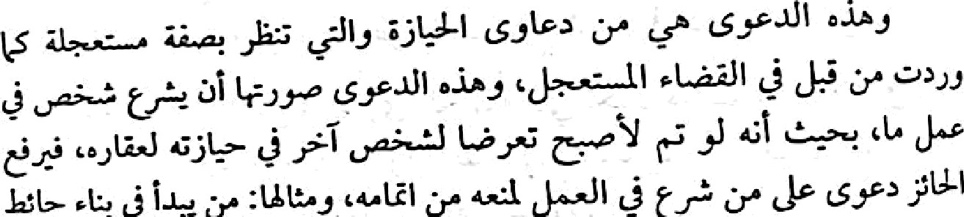 وهذه الدعوى هي من دعاوى الحيازة والتي تنظر بصفة مستعجلة كما
وردت من قبل في القضاء المستعجل، وهذه الدعوى صورتها أن يشرع شخص في
عمل ما، بحيث أنه لو تم لأصبح تعرضا لشخص آخر في حيازته لعقاره، فيرفع
الحائز دعوى على من شرع في العمل لمنعه من اتمامه، ومثالها: من يبدأ في بناء حائط